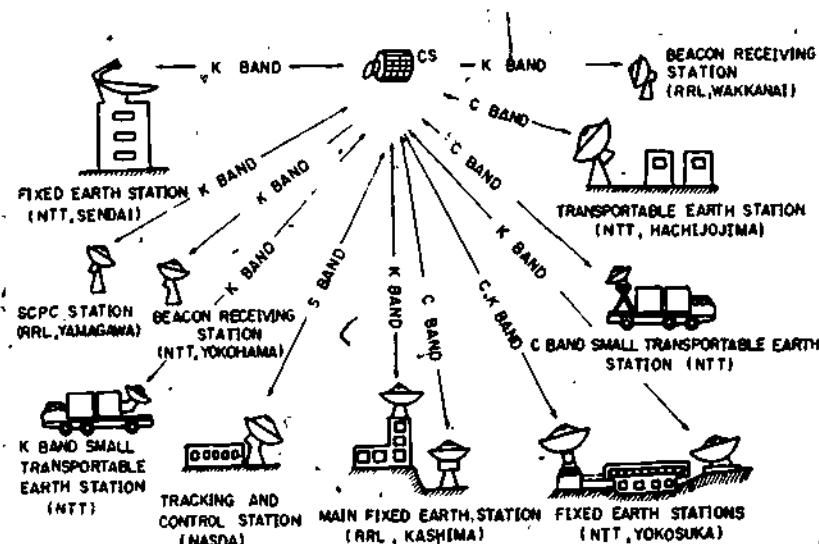 CS
K BAND
K BAND
BEACON RECEIVING
STATION
(RRL, WAKKANAI)
C BAND
FIXED EARTH STATION
(NTT, SENDAI)
K BAND
K BAND
C BAND
TRANSPORTABLE EARTH STATION
(NTT, HACHIJOJIMA)
SCPC STATION
(RRL, YAMAGAWA)
BEACON RECEIVING
STATION
(NTT, YOKOHAMA)
K BAND
S BAND
K BAND
C BAND
C,K BAND
K BAND
C BAND SMALL TRANSPORTABLE EARTH
STATION (NTT)
K BAND SMALL
TRANSPORTABLE
EARTH STATION
(NTT)
TRACKING AND
CONTROL STATION
(NASDA)
MAIN FIXED EARTH STATION
(RRL, KASHIMA)
FIXED EARTH STATIONS
(NTT, YOKOSUKA)